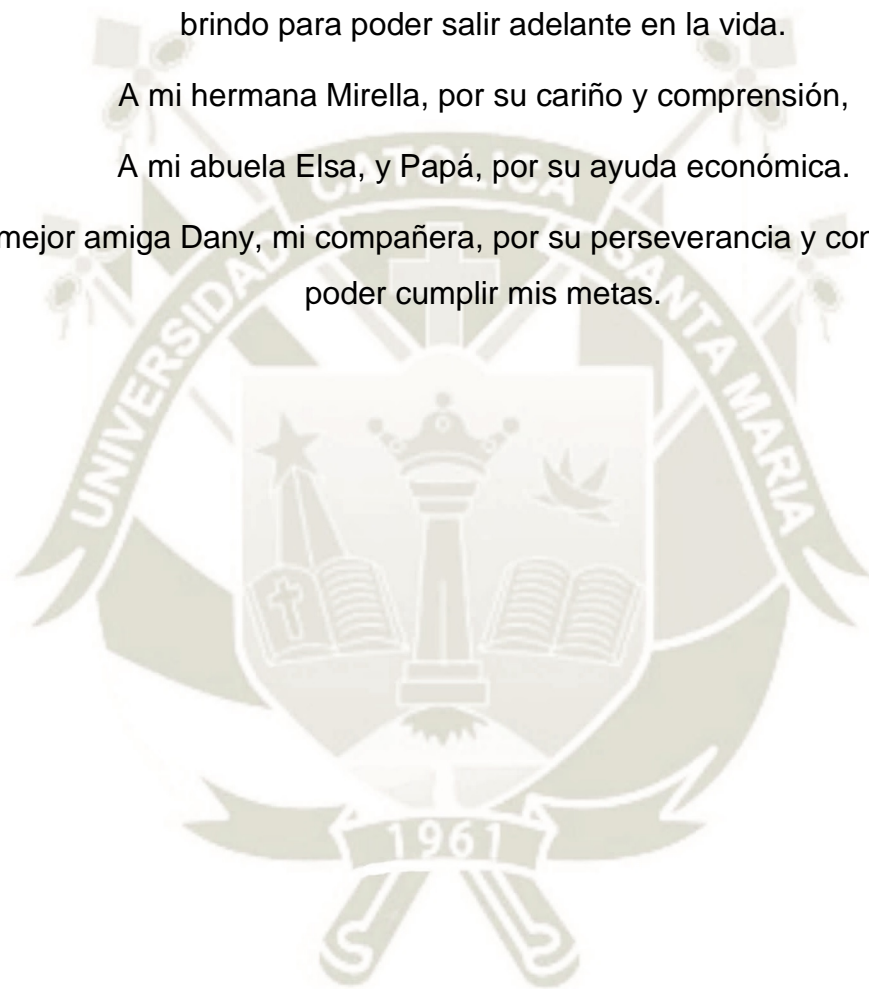 brindo para poder salir adelante en la vida.
A mi hermana Mirella, por su cariño y comprensión,
A mi abuela Elsa, y Papá, por su ayuda económica.
mejor amiga Dany, mi compañera, por su perseverancia y
poder cumplir mis metas.
UNIVERSIDAD CATOLICA SANTA MARIA
1961